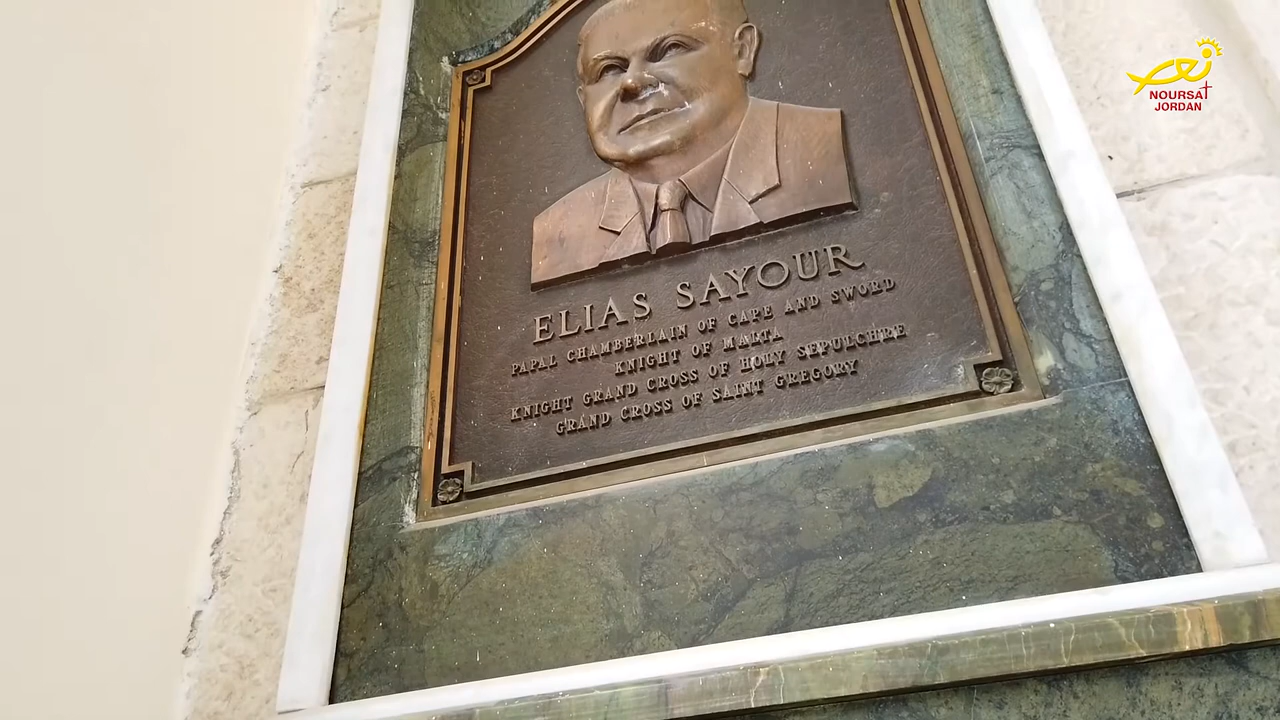 نور
NOURSAT
JORDAN
ELIAS SAYOUR
PAPAL CHAMBERLAIN OF CAPE AND SWORD
KNIGHT OF MALTA
KNIGHT GRAND CROSS OF HOLY SEPULCHRE
GRAND CROSS OF SAINT GREGORY